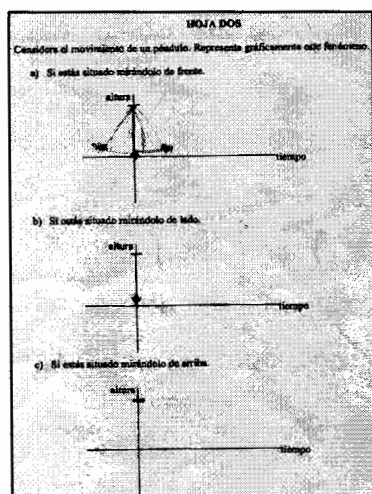 HOJA DOS
Considera el movimiento de un péndulo. Representa gráficamente este fenómeno.
a) Si estás situado mirándolo de frente.
altura
tiempo
b) Si estás situado mirándolo de lado.
altura
tiempo
c) Si estás situado mirándolo de arriba.
altura
tiempo